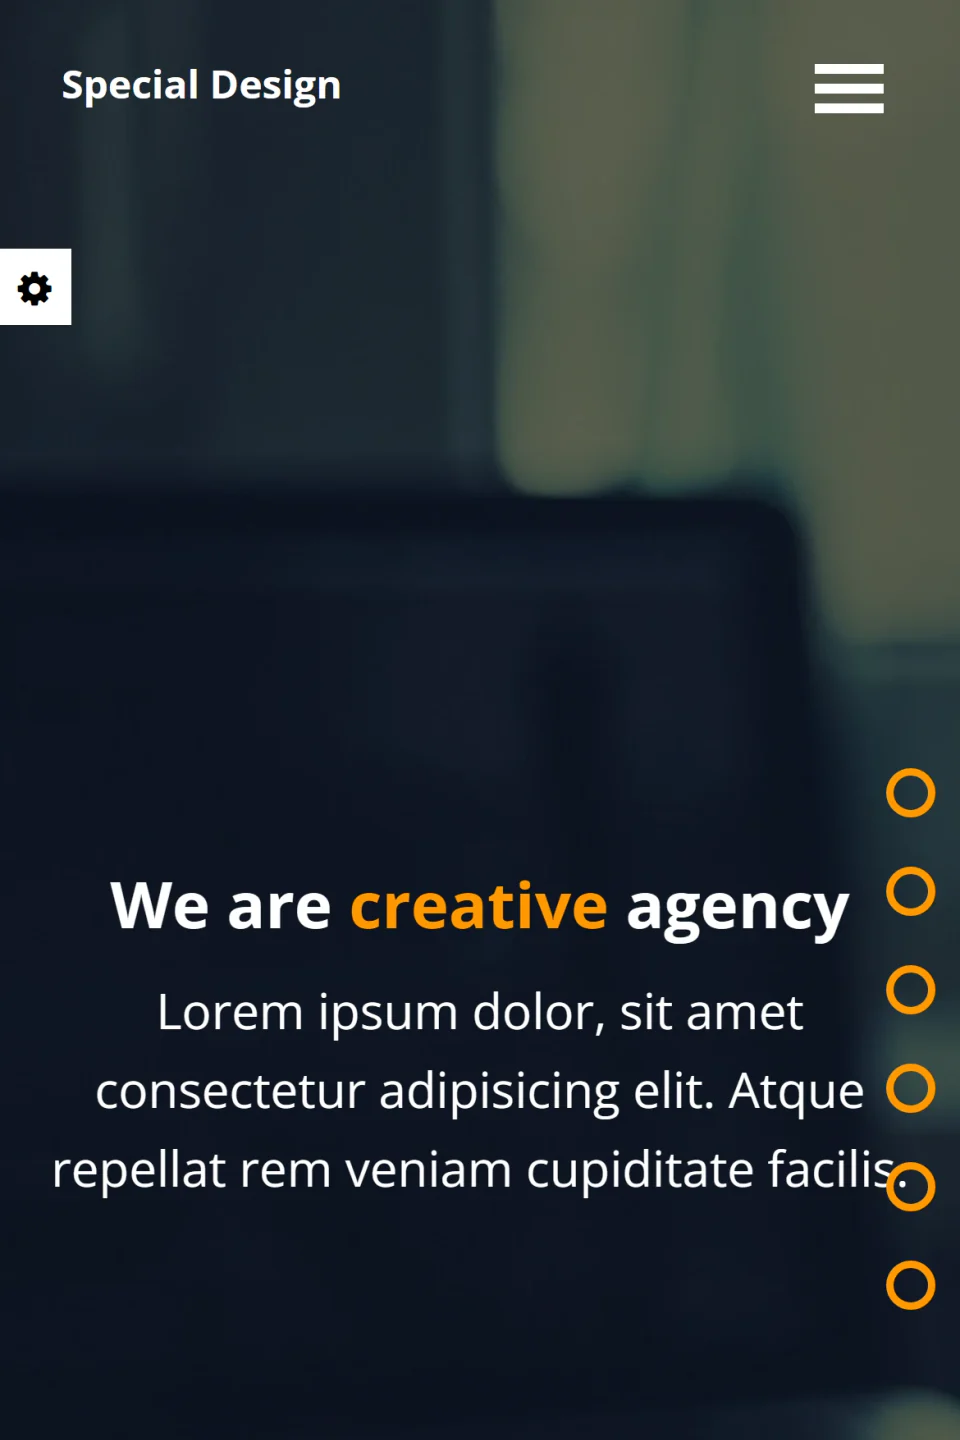 Special Design
We are creative agency
Lorem ipsum dolor, sit amet
consectetur adipisicing elit. Atque
repellat rem veniam cupiditate facilis.